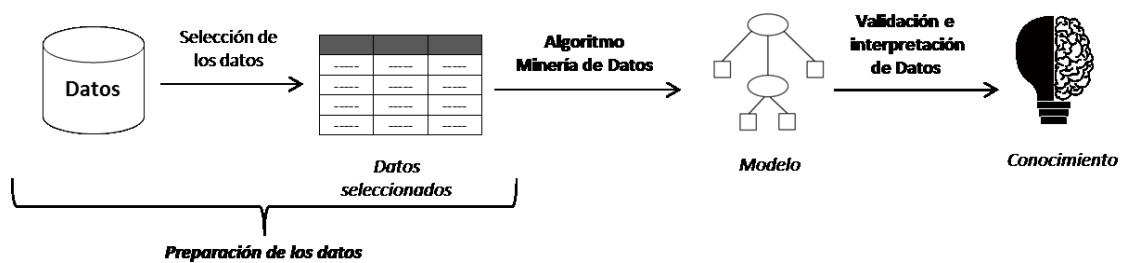 Datos
Selección de
los datos
-----  -----  -----
-----  -----  -----
-----  -----  -----
-----  -----  -----
Datos
seleccionados
Algoritmo
Minería de Datos
Modelo
Validación e
interpretación
de Datos
Conocimiento
Preparación de los datos